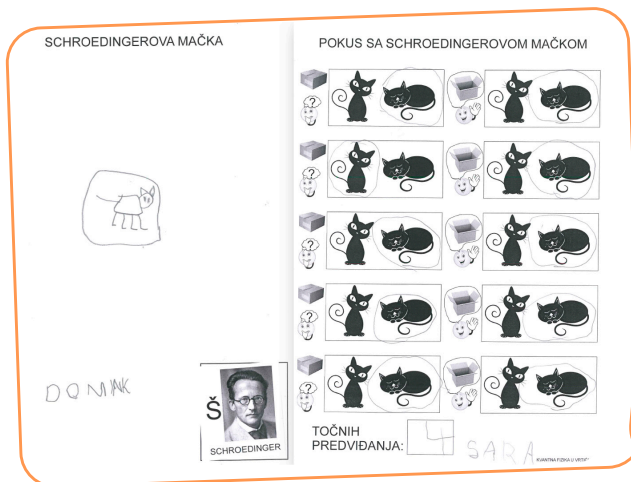 SCHROEDINGEROVA MAČKA
DOMINIK
Š
SCHROEDINGER
POKUS SA SCHROEDINGEROVOM MAČKOM
?
?
?
?
?
TOČNIH
PREDVIĐANJA: 4
SARA
KVANTNA FIZIKA U VRTIĆU